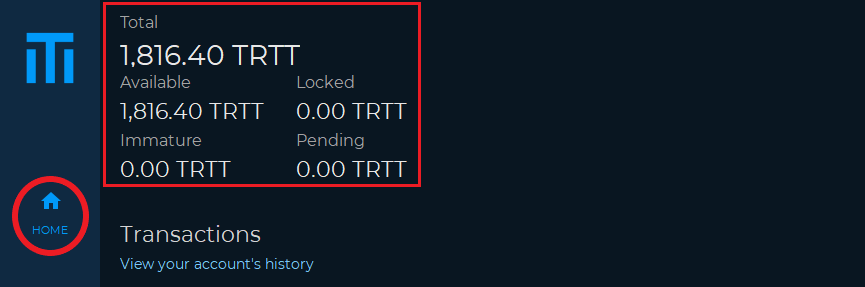 Total
1,816.40 TRTT
Available Locked
1,816.40 TRTT 0.00 TRTT
Immature Pending
0.00 TRTT 0.00 TRTT
HOME
Transactions
View your account's history